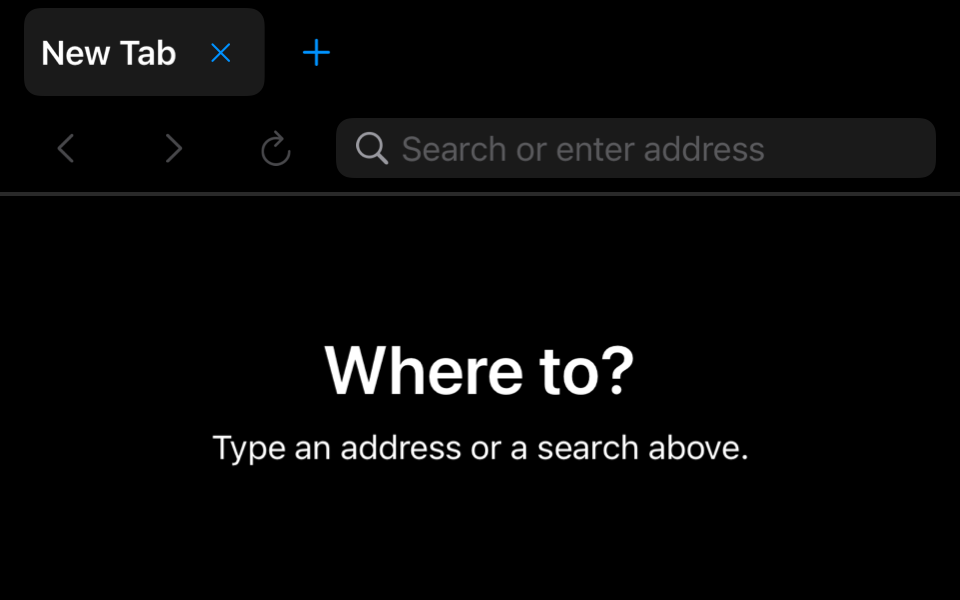 New Tab
Search or enter address
Where to?
Type an address or a search above.